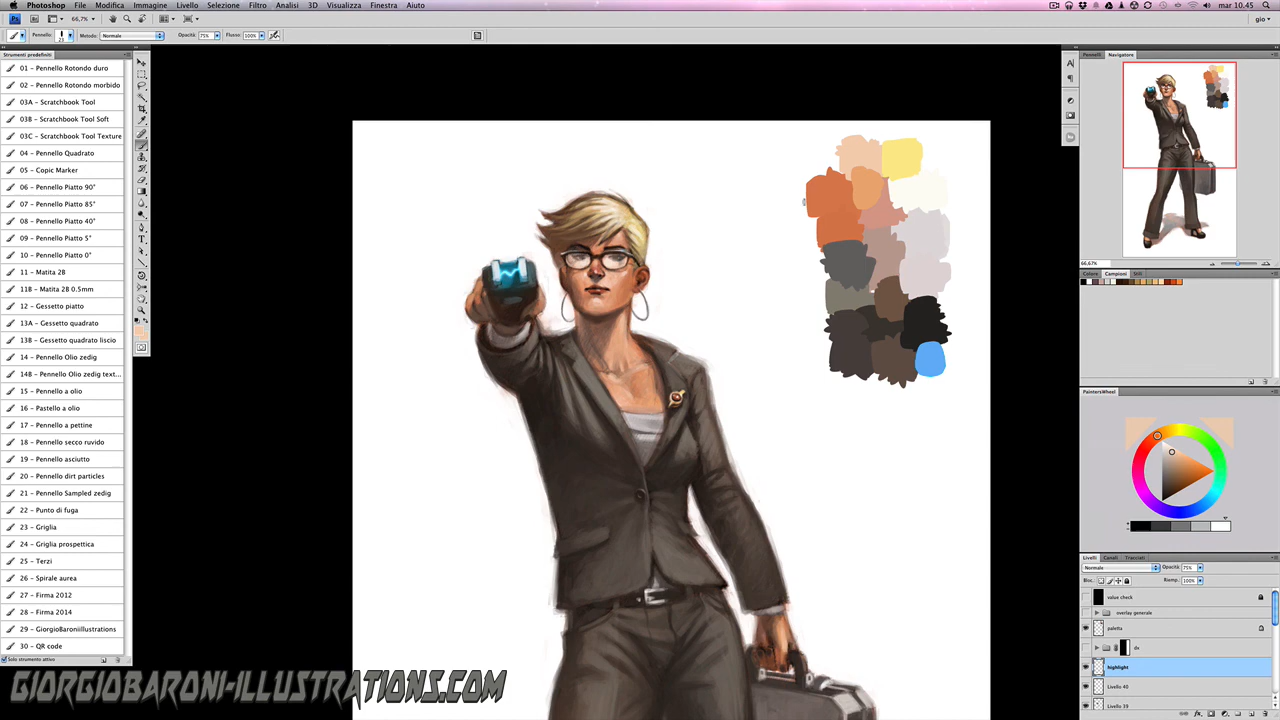 Photoshop File Modifica Immagine Livello Selezione Filtro Analisi 3D Visualizza Finestra Aiuto
mar 10.45
66,7%
gio
Pennello:
23
Metodo: Normale
Opacità: 75%
Flusso: 100%
Strumenti predefiniti
01 - Pennello Rotondo duro
02 - Pennello Rotondo morbido
03A - Scratchbook Tool
03B - Scratchbook Tool Soft
03C - Scratchbook Tool Texture
04 - Pennello Quadrato
05 - Copic Marker
06 - Pennello Piatto 90°
07 - Pennello Piatto 85°
08 - Pennello Piatto 40°
09 - Pennello Piatto 5°
10 - Pennello Piatto 0°
11 - Matita 2B
11B - Matita 2B 0.5mm
12 - Gessetto piatto
13A - Gessetto quadrato
13B - Gessetto quadrato liscio
14 - Pennello Olio zedig
14B - Pennello Olio zedig text...
15 - Pennello a olio
16 - Pastello a olio
17 - Pennello a pettine
18 - Pennello secco ruvido
19 - Pennello asciutto
20 - Pennello dirt particles
21 - Pennello Sampled zedig
22 - Punto di fuga
23 - Griglia
24 - Griglia prospettica
25 - Terzi
26 - Spirale aurea
27 - Firma 2012
28 - Firma 2014
29 - GiorgioBaroniIllustrations
30 - QR code
Solo strumento attivo
GIORGIOBARONI-ILLUSTRATIONS.COM
Pennelli Navigatore
66,67%
Colore Campioni Stili
PaintersWheel
Livelli Canali Tracciati
Normale
Opacità: 75%
Bloc.:
Riemp.: 100%
value check
overlay generale
paletta
dx
highlight
Livello 40
Livello 39